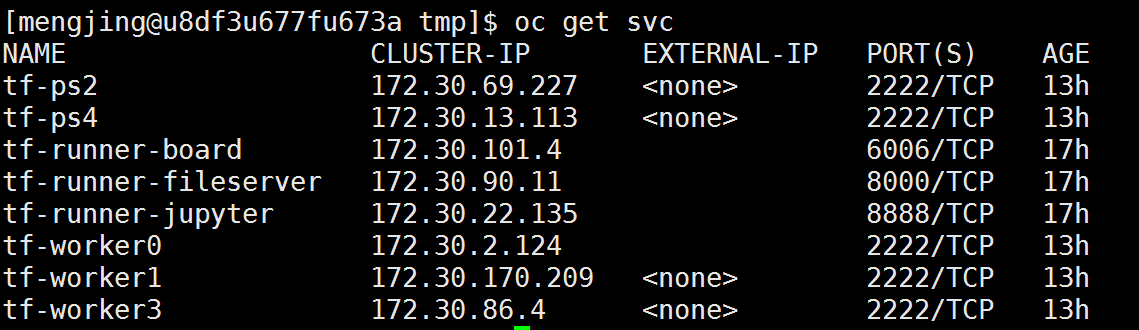 [mengjing@u8df3u677fu673a tmp]$ oc get svc
NAME CLUSTER-IP EXTERNAL-IP PORT(S) AGE
tf-ps2 172.30.69.227 <none> 2222/TCP 13h
tf-ps4 172.30.13.113 <none> 2222/TCP 13h
tf-runner-board 172.30.101.4 6006/TCP 17h
tf-runner-fileserver 172.30.90.11 8000/TCP 17h
tf-runner-jupyter 172.30.22.135 8888/TCP 17h
tf-worker0 172.30.2.124 2222/TCP 13h
tf-worker1 172.30.170.209 <none> 2222/TCP 13h
tf-worker3 172.30.86.4 <none> 2222/TCP 13h